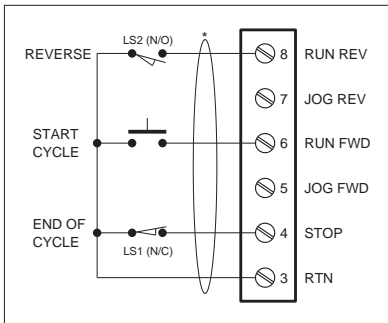 LS2 (N/O)
*
REVERSE
8 RUN REV
7 JOG REV
START
CYCLE
6 RUN FWD
5 JOG FWD
END OF
CYCLE
4 STOP
LS1 (N/C)
3 RTN